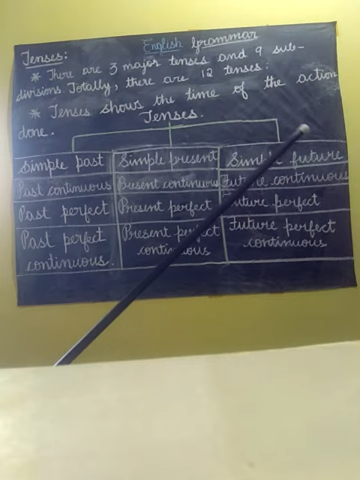 English Grammar
Tenses:
* There are 3 major tenses and 9 sub-
divisions Totally, there are 12 tenses.
* Tenses shows the time of the action
done.
Tenses.
Simple past Simple present Simple future
Past continuous Present continuous Future continuous
Past perfect Present perfect Future perfect
Past perfect Present perfect Future perfect
continuous. continuous continuous